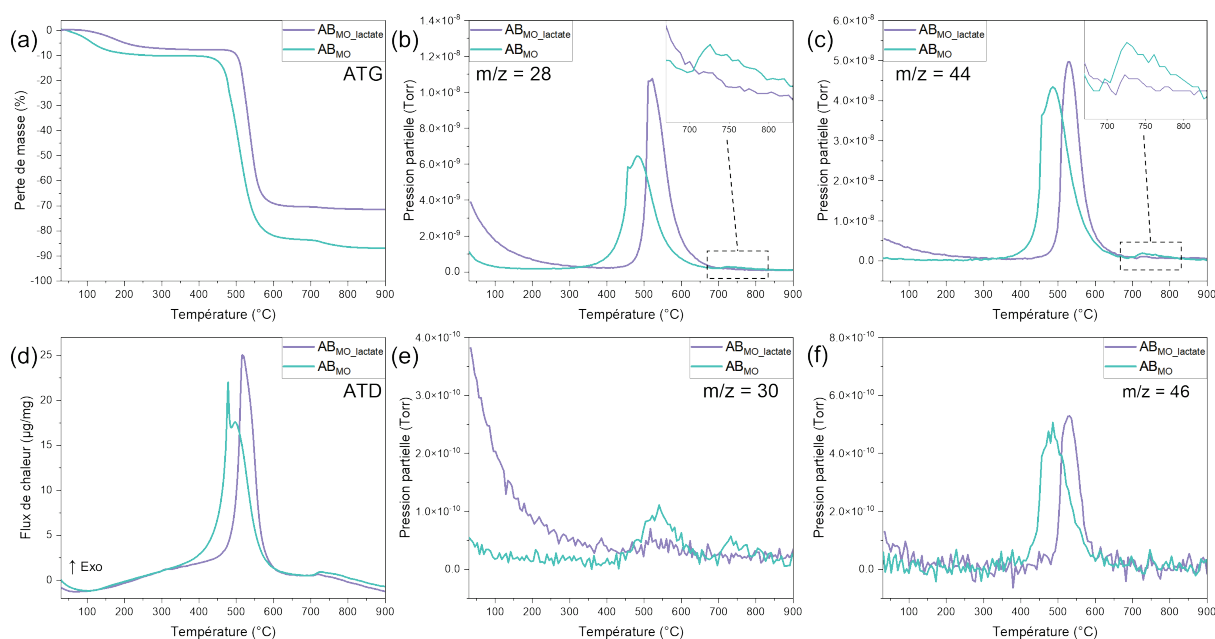 (a)
AB_MO_lactate
AB_MO
ATG
Perte de masse (%)
0
-10
-20
-30
-40
-50
-60
-70
-80
-90
-100
100 200 300 400 500 600 700 800 900
Température (°C)
(b)
AB_MO_lactate
AB_MO
m/z = 28
Pression partielle (Torr)
1.4×10⁻⁸
1.2×10⁻⁸
1.0×10⁻⁸
8.0×10⁻⁹
6.0×10⁻⁹
4.0×10⁻⁹
2.0×10⁻⁹
0.0
700 750 800
100 200 300 400 500 600 700 800 900
Température (°C)
(c)
AB_MO_lactate
AB_MO
m/z = 44
Pression partielle (Torr)
6.0×10⁻⁸
5.0×10⁻⁸
4.0×10⁻⁸
3.0×10⁻⁸
2.0×10⁻⁸
1.0×10⁻⁸
0.0
700 750 800
100 200 300 400 500 600 700 800 900
Température (°C)
(d)
AB_MO_lactate
AB_MO
ATD
Flux de chaleur (µg/mg)
25
20
15
10
5
0
↑ Exo
100 200 300 400 500 600 700 800 900
Température (°C)
(e)
AB_MO_lactate
AB_MO
m/z = 30
Pression partielle (Torr)
4.0×10⁻¹⁰
3.0×10⁻¹⁰
2.0×10⁻¹⁰
1.0×10⁻¹⁰
0.0
100 200 300 400 500 600 700 800 900
Température (°C)
(f)
AB_MO_lactate
AB_MO
m/z = 46
Pression partielle (Torr)
8.0×10⁻¹⁰
6.0×10⁻¹⁰
4.0×10⁻¹⁰
2.0×10⁻¹⁰
0.0
100 200 300 400 500 600 700 800 900
Température (°C)